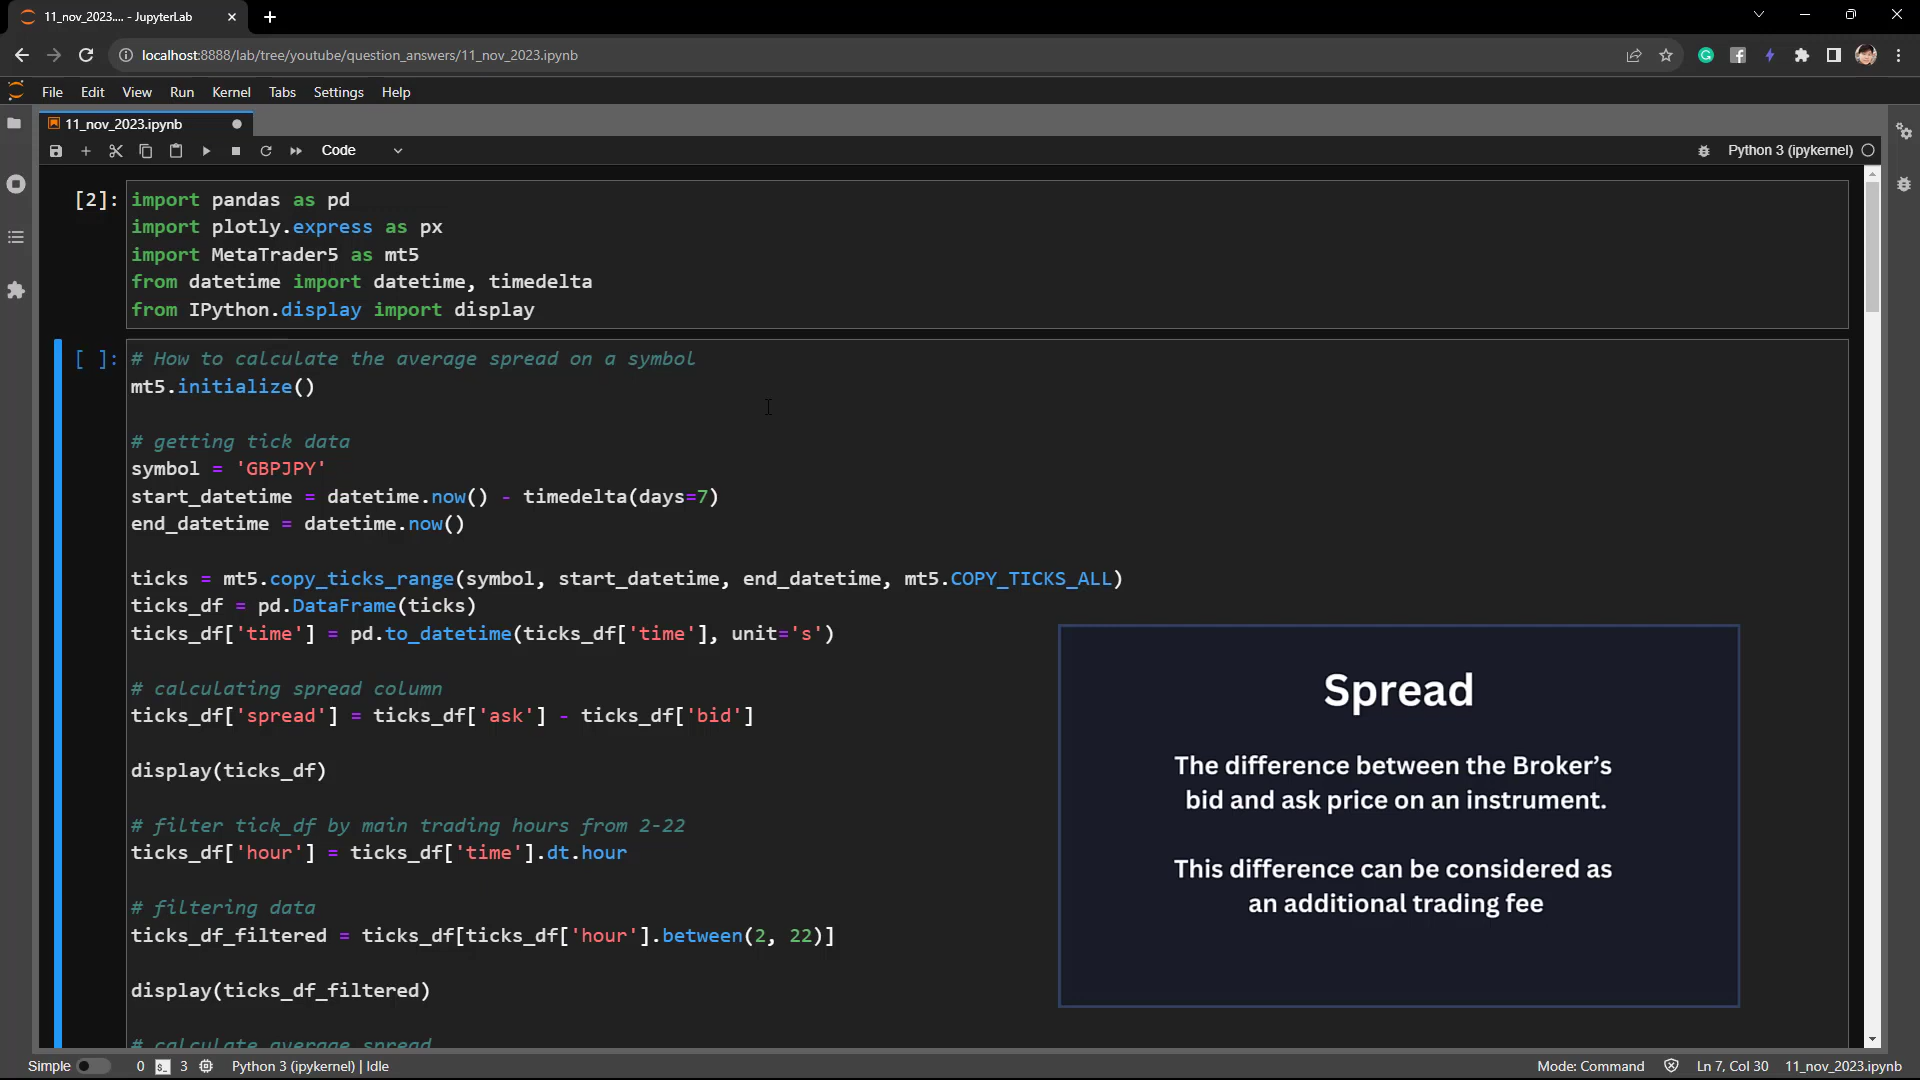 11_nov_2023.... - JupyterLab
localhost:8888/lab/tree/youtube/question_answers/11_nov_2023.ipynb
File Edit View Run Kernel Tabs Settings Help
11_nov_2023.ipynb
Code
Python 3 (ipykernel)
[2]: import pandas as pd
import plotly.express as px
import MetaTrader5 as mt5
from datetime import datetime, timedelta
from IPython.display import display
[ ]: # How to calculate the average spread on a symbol
mt5.initialize()
# getting tick data
symbol = 'GBPJPY'
start_datetime = datetime.now() - timedelta(days=7)
end_datetime = datetime.now()
ticks = mt5.copy_ticks_range(symbol, start_datetime, end_datetime, mt5.COPY_TICKS_ALL)
ticks_df = pd.DataFrame(ticks)
ticks_df['time'] = pd.to_datetime(ticks_df['time'], unit='s')
# calculating spread column
ticks_df['spread'] = ticks_df['ask'] - ticks_df['bid']
display(ticks_df)
# filter tick_df by main trading hours from 2-22
ticks_df['hour'] = ticks_df['time'].dt.hour
# filtering data
ticks_df_filtered = ticks_df[ticks_df['hour'].between(2, 22)]
display(ticks_df_filtered)
# calculate average spread
Spread
The difference between the Broker's
bid and ask price on an instrument.
This difference can be considered as
an additional trading fee
Simple 0 3 Python 3 (ipykernel) | Idle
Mode: Command Ln 7, Col 30 11_nov_2023.ipynb